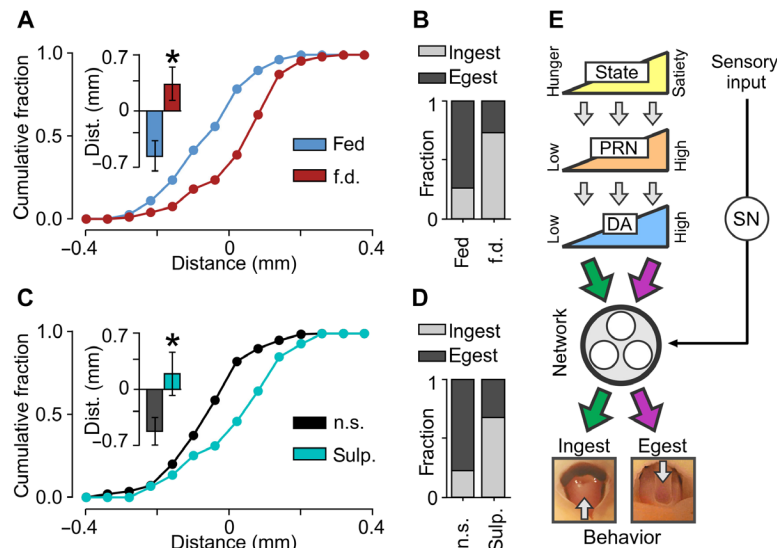 A
Cumulative fraction
1.0
0.5
0.0
−0.4
0
0.4
Distance (mm)
Dist. (mm)
0.7
0
−0.7
*
Fed
f.d.
B
Ingest
Egest
Fraction
1
0
Fed
f.d.
C
Cumulative fraction
1.0
0.5
0.0
−0.4
0
0.4
Distance (mm)
Dist. (mm)
0.7
0
−0.7
*
n.s.
Sulp.
D
Ingest
Egest
Fraction
1
0
n.s.
Sulp.
E
Hunger
State
Satiety
Sensory
input
Low
PRN
High
Low
DA
High
SN
Network
Ingest
Egest
Behavior